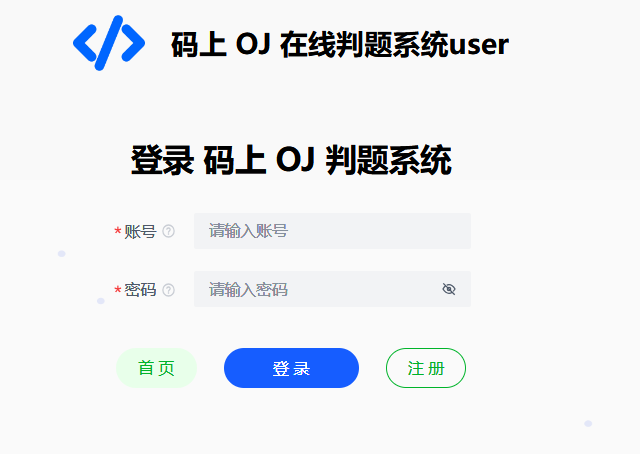 码上 OJ 在线判题系统user
登录 码上 OJ 判题系统
* 账号 ?
请输入账号
* 密码 ?
请输入密码
首页 登录 注册